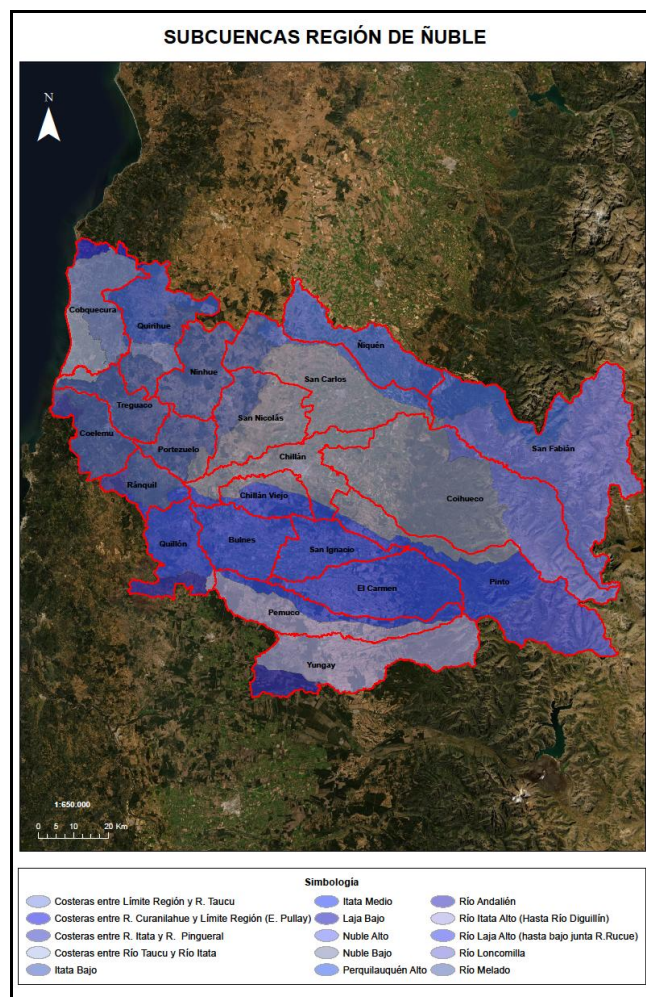 SUBCUENCAS REGIÓN DE ÑUBLE
N
Cobquecura
Quirihue
Ñiquén
Ninhue
San Carlos
Treguaco
San Nicolás
San Fabián
Coelemu
Portezuelo
Chillán
Ránquil
Chillán Viejo
Coihueco
Quillón
Bulnes
San Ignacio
El Carmen
Pinto
Pemuco
Yungay
1:650.000
0 5 10 20 Km
Simbología
Costeras entre Límite Región y R. Taucu
Costeras entre R. Curanilahue y Límite Región (E. Pullay)
Costeras entre R. Itata y R. Pingueral
Costeras entre Río Taucu y Río Itata
Itata Bajo
Itata Medio
Laja Bajo
Nuble Alto
Nuble Bajo
Perquilauquén Alto
Río Andalién
Río Itata Alto (Hasta Río Diguillín)
Río Laja Alto (hasta bajo junta R.Rucue)
Río Loncomilla
Río Melado